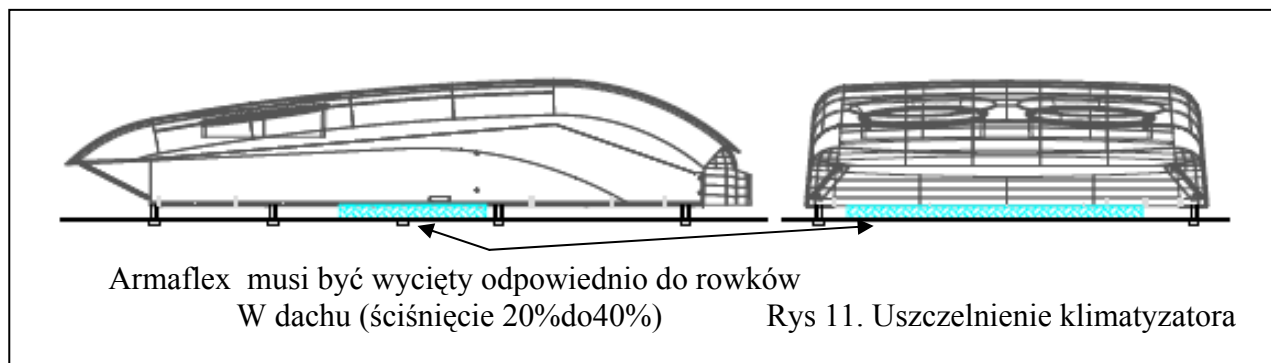 Armaflex musi być wycięty odpowiednio do rowków
W dachu (ściśnięcie 20%do40%)
Rys 11. Uszczelnienie klimatyzatora